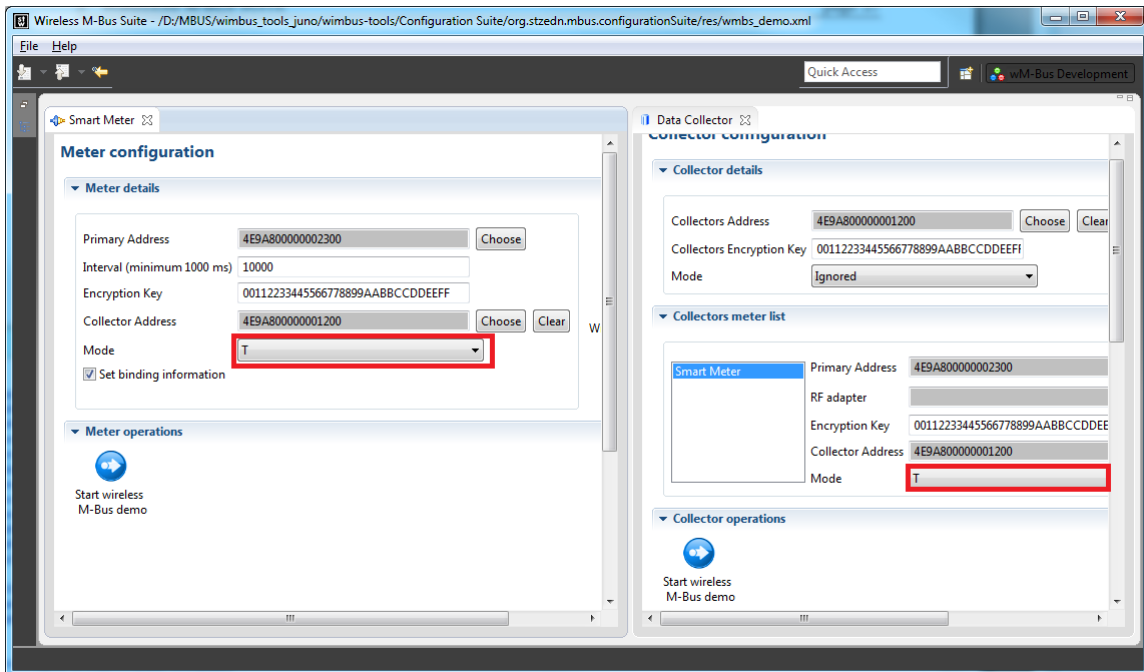 Wireless M-Bus Suite - /D:/MBUS/wimbus_tools_juno/wimbus-tools/Configuration Suite/org.stzedn.mbus.configurationSuite/res/wmbs_demo.xml
File Help
Quick Access
wM-Bus Development
Smart Meter
Meter configuration
Meter details
Primary Address 4E9A800000002300 Choose
Interval (minimum 1000 ms) 10000
Encryption Key 00112233445566778899AABBCCDDEEFF
Collector Address 4E9A800000001200 Choose Clear
W
Mode T
Set binding information
Meter operations
Start wireless
M-Bus demo
Data Collector
Collector configuration
Collector details
Collectors Address 4E9A800000001200 Choose Clear
Collectors Encryption Key 00112233445566778899AABBCCDDEEFF
Mode Ignored
Collectors meter list
Smart Meter
Primary Address 4E9A800000002300
RF adapter
Encryption Key 00112233445566778899AABBCCDDEE
Collector Address 4E9A800000001200
Mode T
Collector operations
Start wireless
M-Bus demo